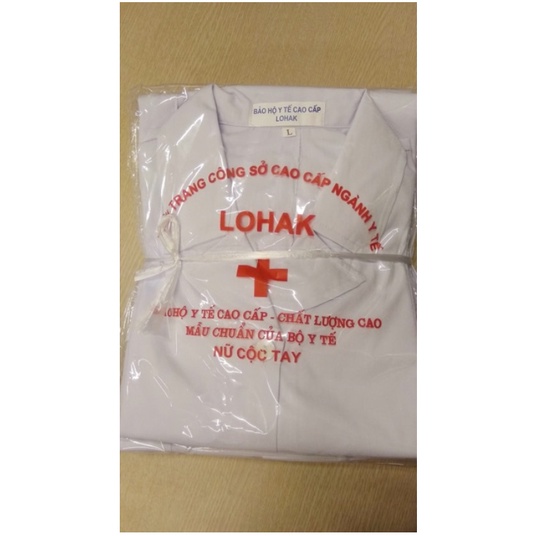 BẢO HỘ Y TẾ CAO CẤP
LOHAK
L
TRANG CÔNG SỞ CAO CẤP NGÀNH Y TẾ
LOHAK
HỘ Y TẾ CAO CẤP - CHẤT LƯỢNG CAO
MẪU CHUẨN CỦA BỘ Y TẾ
NỮ CỘC TAY